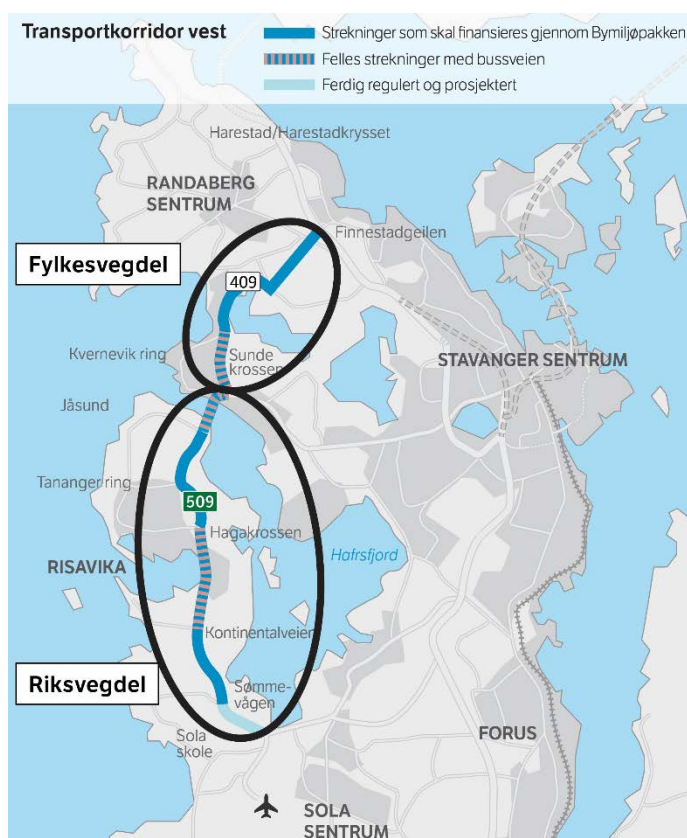 Transportkorridor vest
Strekninger som skal finansieres gjennom Bymiljøpakken
Felles strekninger med bussveien
Ferdig regulert og prosjektert
Harestad/Harestadkrysset
RANDABERG
SENTRUM
Finnestadgeilen
Fylkesvegdel
409
Kvernevik ring
Sunde
krossen
STAVANGER SENTRUM
Jåsund
Tananger ring
509
Hagakrossen
Hafrsfjord
RISAVIKA
Kontinentalveien
Riksvegdel
Sømme-
vågen
Sola
skole
FORUS
SOLA
SENTRUM